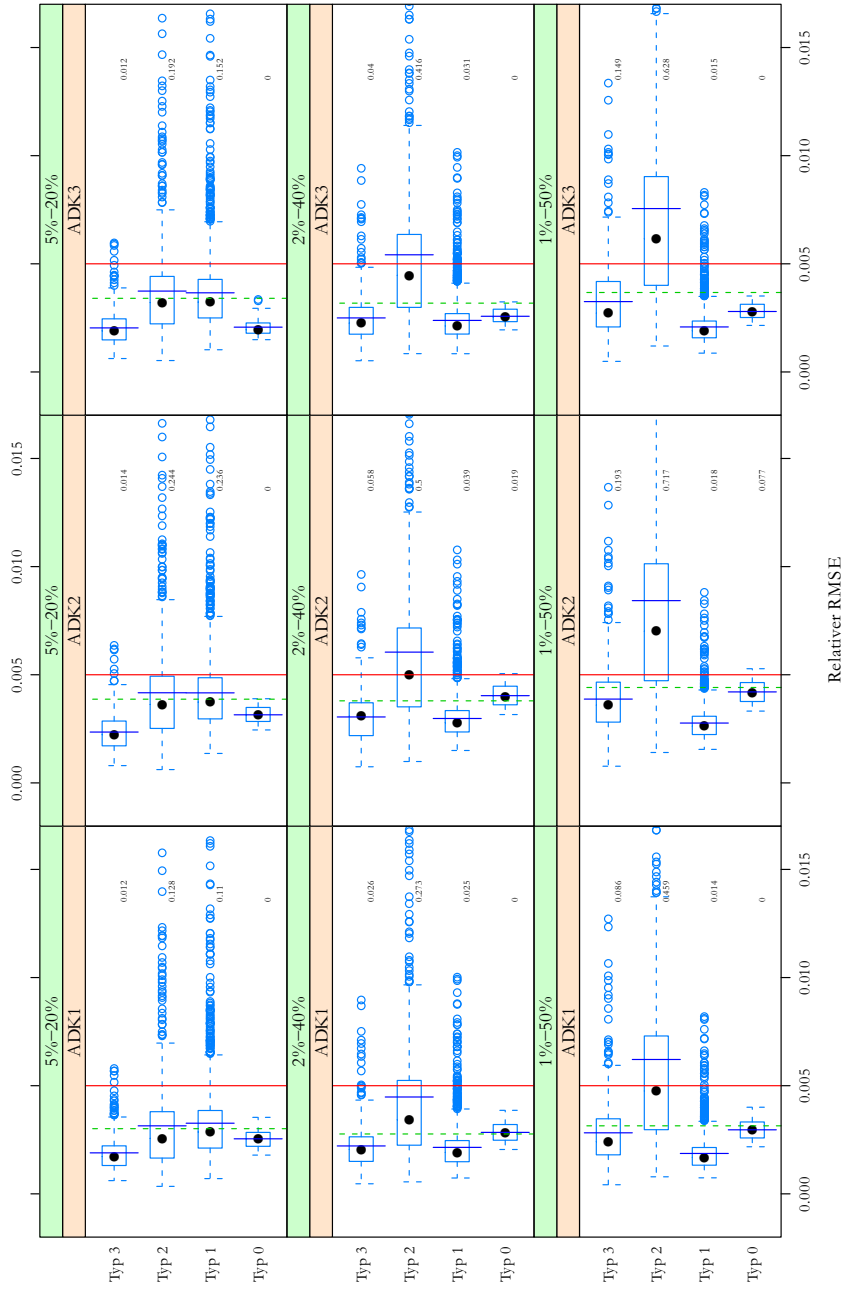 0.000 0.005 0.010 0.015
5%−20% 5%−20% 5%−20%
ADK1 ADK2 ADK3
Typ 3 0.012 0.014 0.012
Typ 2 0.128 0.244 0.192
Typ 1 0.11 0.236 0.152
Typ 0 0 0 0
2%−40% 2%−40% 2%−40%
ADK1 ADK2 ADK3
Typ 3 0.026 0.058 0.04
Typ 2 0.273 0.5 0.416
Typ 1 0.025 0.039 0.031
Typ 0 0 0.019 0
1%−50% 1%−50% 1%−50%
ADK1 ADK2 ADK3
Typ 3 0.086 0.193 0.149
Typ 2 0.459 0.717 0.628
Typ 1 0.014 0.018 0.015
Typ 0 0 0.077 0
0.000 0.005 0.010 0.015 0.000 0.005 0.010 0.015
Relativer RMSE